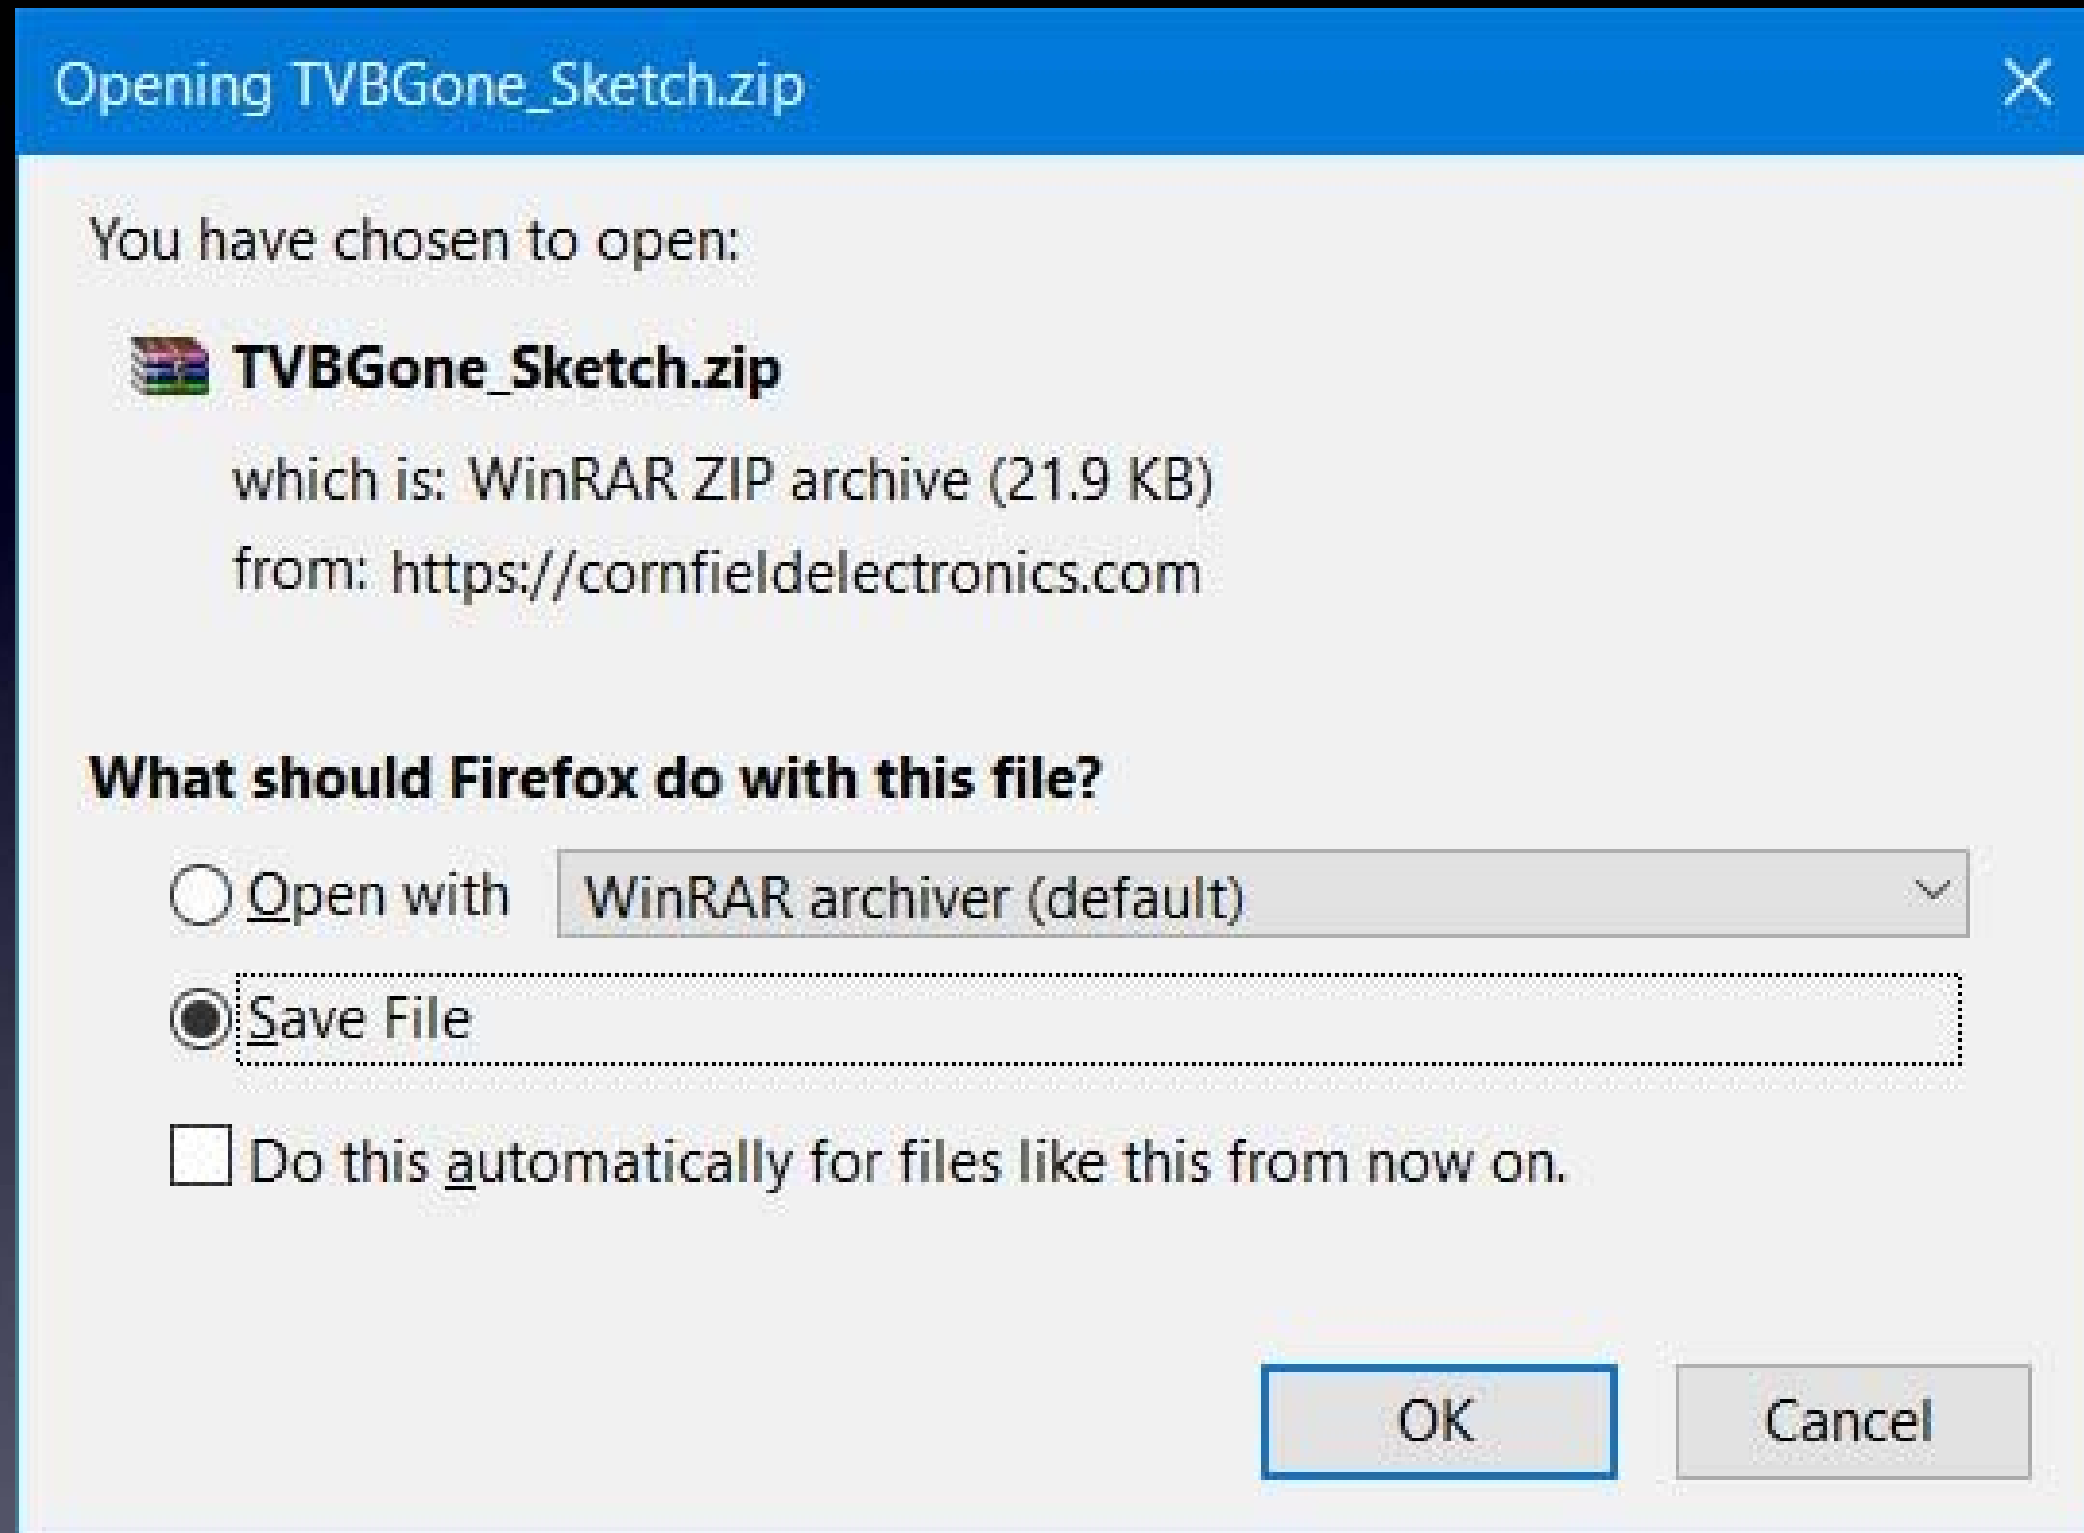 Opening TVBGone_Sketch.zip
You have chosen to open:
TVBGone_Sketch.zip
which is: WinRAR ZIP archive (21.9 KB)
from: https://cornfieldelectronics.com
What should Firefox do with this file?
Open with WinRAR archiver (default)
Save File
Do this automatically for files like this from now on.
OK Cancel